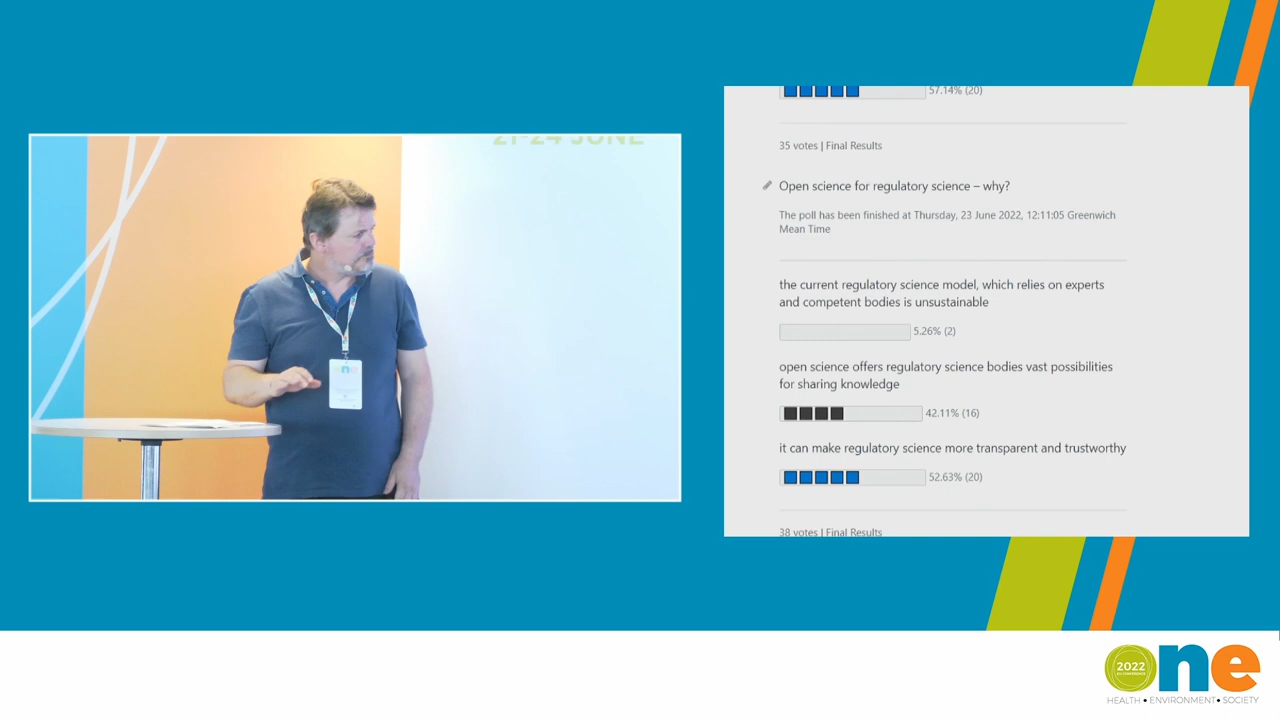 21-24 JUNE
57.14% (20)
35 votes | Final Results
Open science for regulatory science – why?
The poll has been finished at Thursday, 23 June 2022, 12:11:05 Greenwich
Mean Time
the current regulatory science model, which relies on experts
and competent bodies is unsustainable
5.26% (2)
open science offers regulatory science bodies vast possibilities
for sharing knowledge
42.11% (16)
it can make regulatory science more transparent and trustworthy
52.63% (20)
38 votes | Final Results
one
2022
HEALTH • ENVIRONMENT • SOCIETY